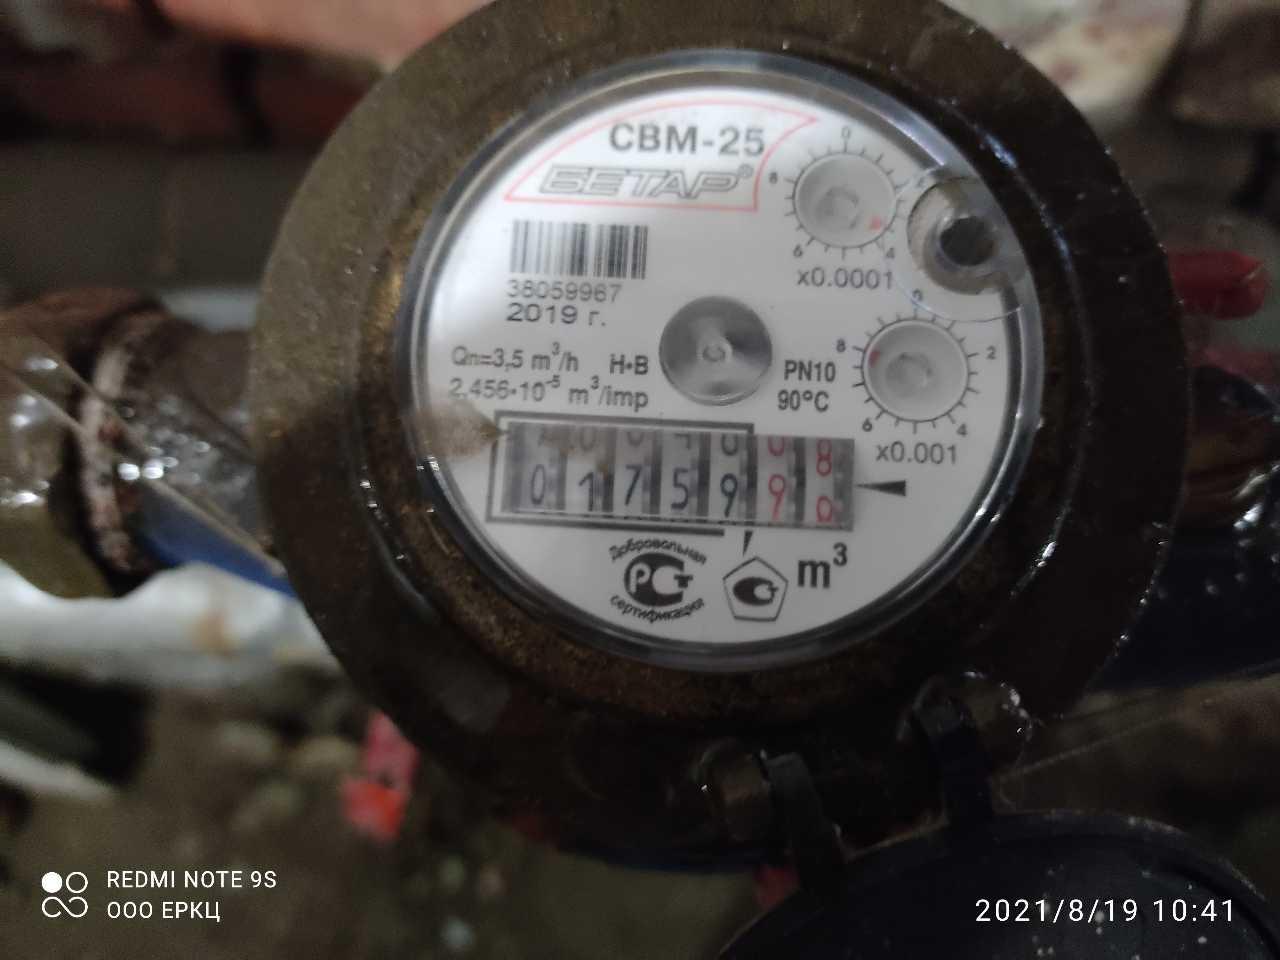 СВМ-25
БЕТАР®
38059967
2019 г.
Qn=3,5 m³/h H•B
2.456•10⁻⁵ m³/imp
PN10
90°C
0
8
6
4
x0.0001
0
8
2
6
4
x0.001
0 1 7 5 9 9
m³
Добровольная
РСТ
сертификация
REDMI NOTE 9S
ООО ЕРКЦ
2021/8/19 10:41